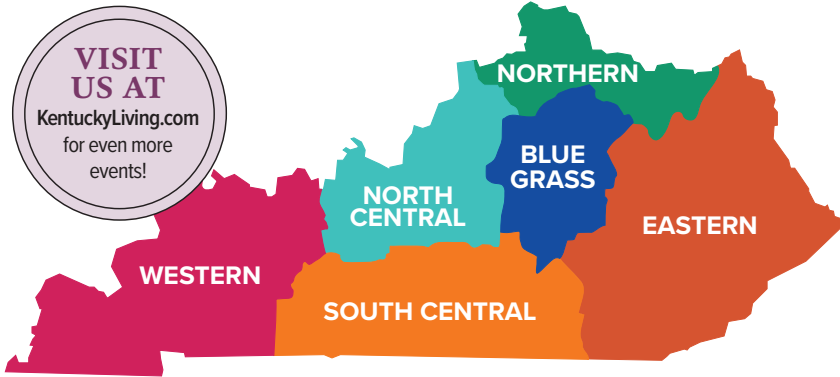 VISIT
US AT
KentuckyLiving.com
for even more
events!
NORTHERN
BLUE
GRASS
NORTH
CENTRAL
EASTERN
WESTERN
SOUTH CENTRAL